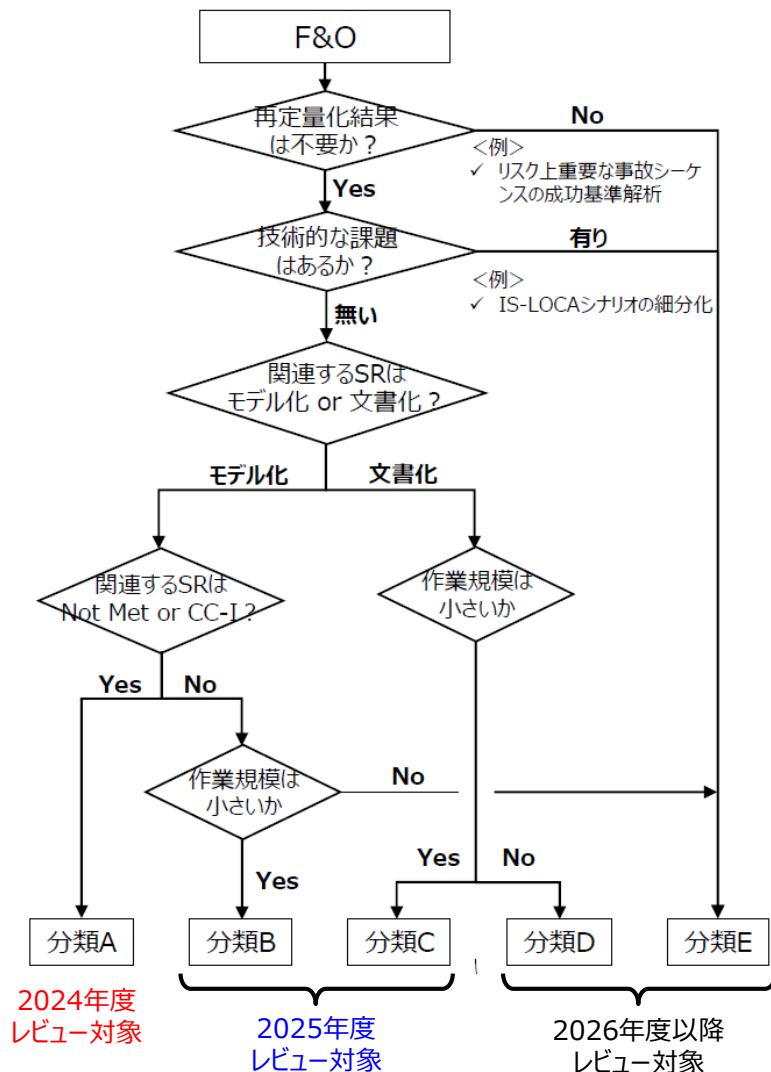 F&O
再定量化結果
は不要か？
No
<例>
✓ リスク上重要な事故シーケ
ンスの成功基準解析
Yes
技術的な課題
はあるか？
有り
<例>
✓ IS-LOCAシナリオの細分化
無い
関連するSRは
モデル化 or 文書化？
モデル化
文書化
関連するSRは
Not Met or CC-I？
作業規模は
小さいか
Yes
No
作業規模は
小さいか
No
Yes
Yes
No
分類A
分類B
分類C
分類D
分類E
2024年度
レビュー対象
2025年度
レビュー対象
2026年度以降
レビュー対象